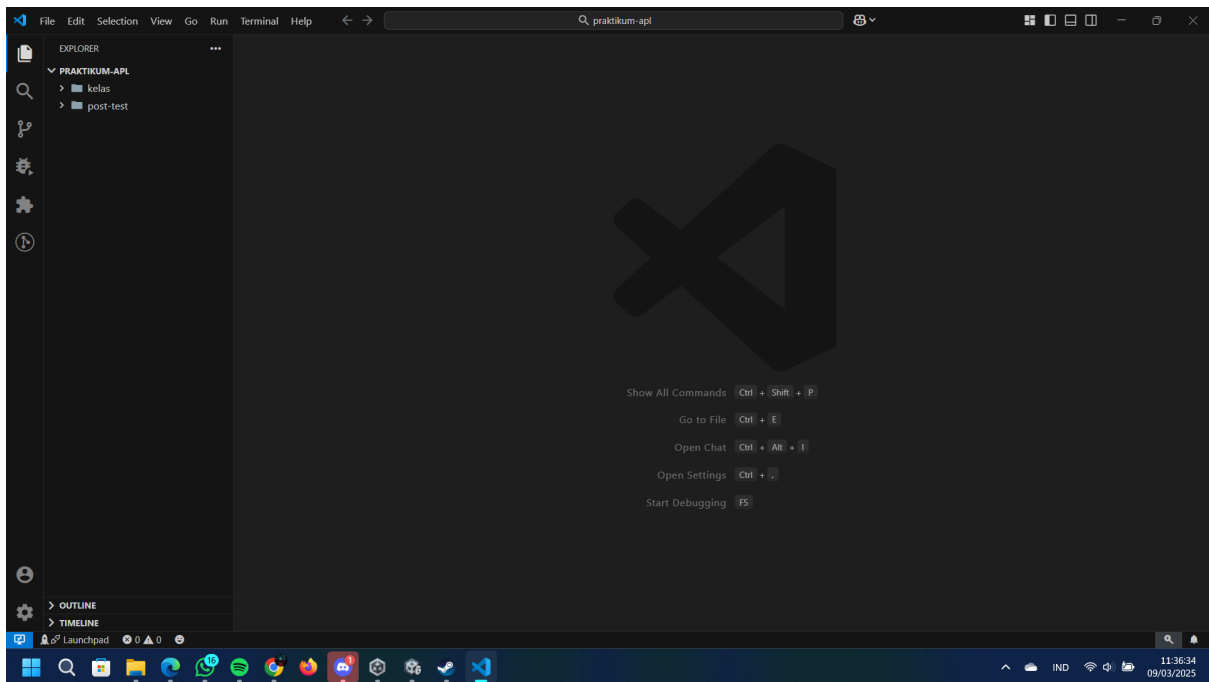 File Edit Selection View Go Run Terminal Help
praktikum-apl
EXPLORER
PRAKTIKUM-APL
kelas
post-test
Show All Commands Ctrl + Shift + P
Go to File Ctrl + E
Open Chat Ctrl + Alt + I
Open Settings Ctrl + ,
Start Debugging F5
OUTLINE
TIMELINE
Launchpad 0 0
16
1
IND
11:36:34
09/03/2025